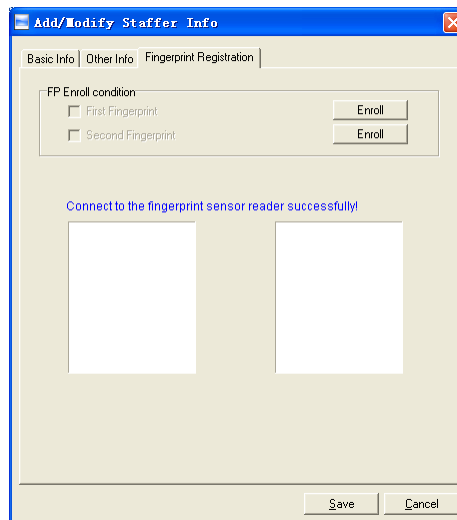 Add/Modify Staffer Info
Basic Info Other Info Fingerprint Registration
FP Enroll condition
First Fingerprint Enroll
Second Fingerprint Enroll
Connect to the fingerprint sensor reader successfully!
Save Cancel